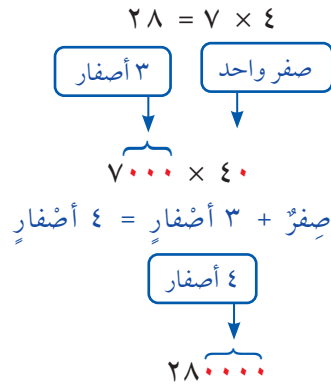 ٤ × ٧ = ٢٨
صفر واحد
٣ أصفار
٤٠ × ٧٠٠٠
صِفرٌ + ٣ أصْفارٍ = ٤ أصْفارٍ
٤ أصفار
٢٨٠٠٠٠